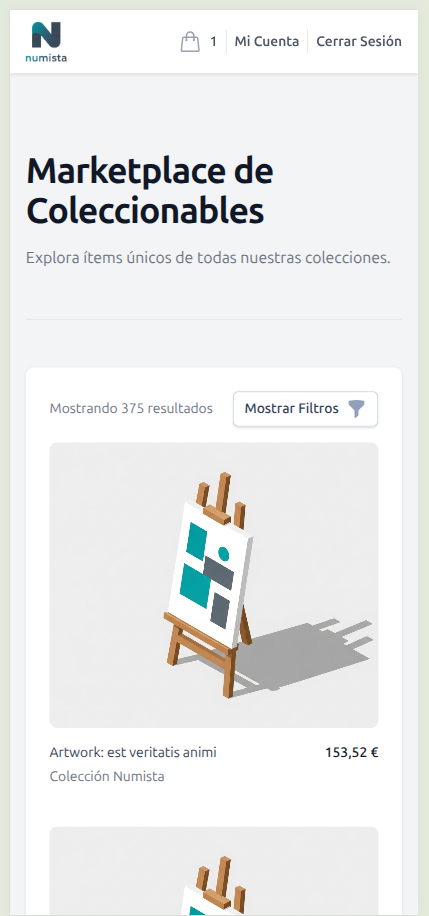 numista
1
Mi Cuenta
Cerrar Sesión
Marketplace de
Coleccionables
Explora ítems únicos de todas nuestras colecciones.
Mostrando 375 resultados
Mostrar Filtros
Artwork: est veritatis animi
153,52 €
Colección Numista